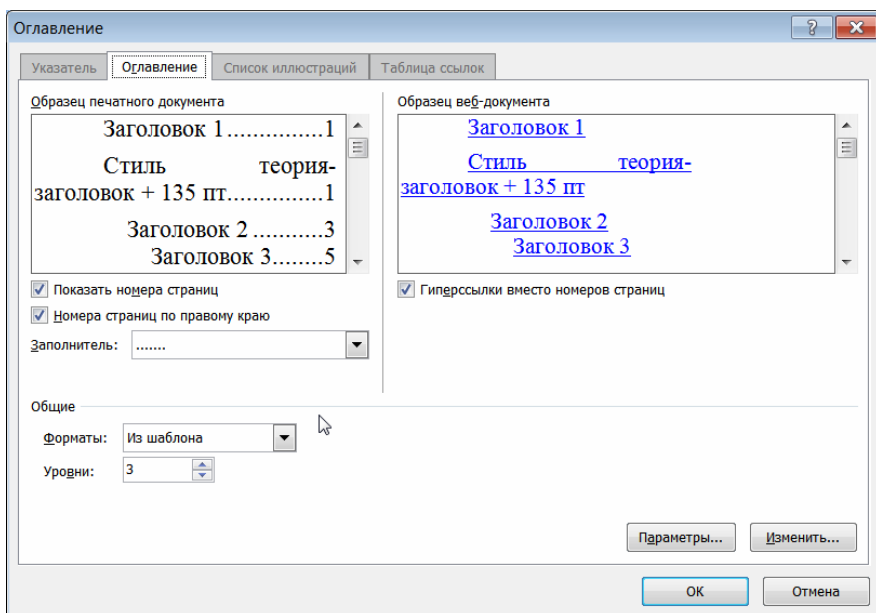 Оглавление
Указатель
Оглавление
Список иллюстраций
Таблица ссылок
Образец печатного документа
Заголовок 1...............1
Стиль теория-
заголовок + 135 пт...............1
Заголовок 2 ...........3
Заголовок 3........5
Показать номера страниц
Номера страниц по правому краю
Заполнитель: .......
Образец веб-документа
Заголовок 1
Стиль теория-
заголовок + 135 пт
Заголовок 2
Заголовок 3
Гиперссылки вместо номеров страниц
Общие
Форматы: Из шаблона
Уровни: 3
Параметры... Изменить...
ОК Отмена